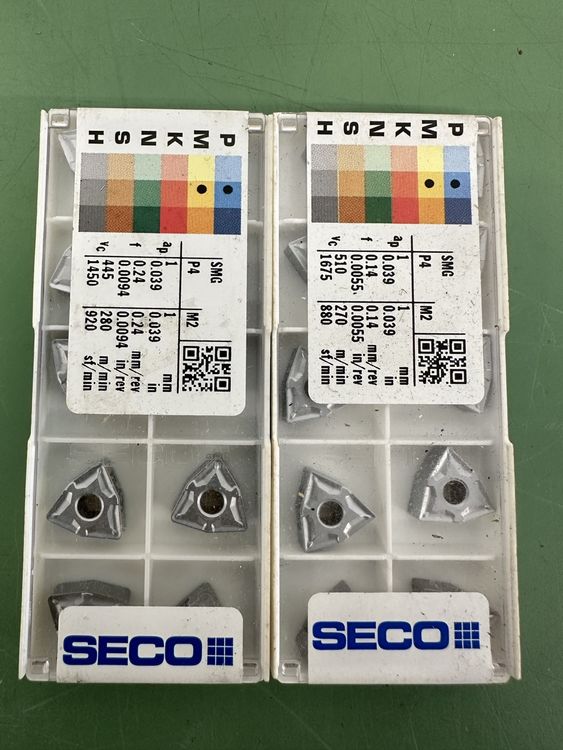 P
M
K
N
S
H
SMG P4 M2
ap 1 1 mm
0.039 0.039 in
f 0.24 0.24 mm/rev
0.0094 0.0094 in/rev
vc 445 280 m/min
1450 920 sf/min
SECO
P
M
K
N
S
H
SMG P4 M2
ap 1 1 mm
0.039 0.039 in
f 0.14 0.14 mm/rev
0.0055 0.0055 in/rev
vc 510 270 m/min
1675 880 sf/min
SECO